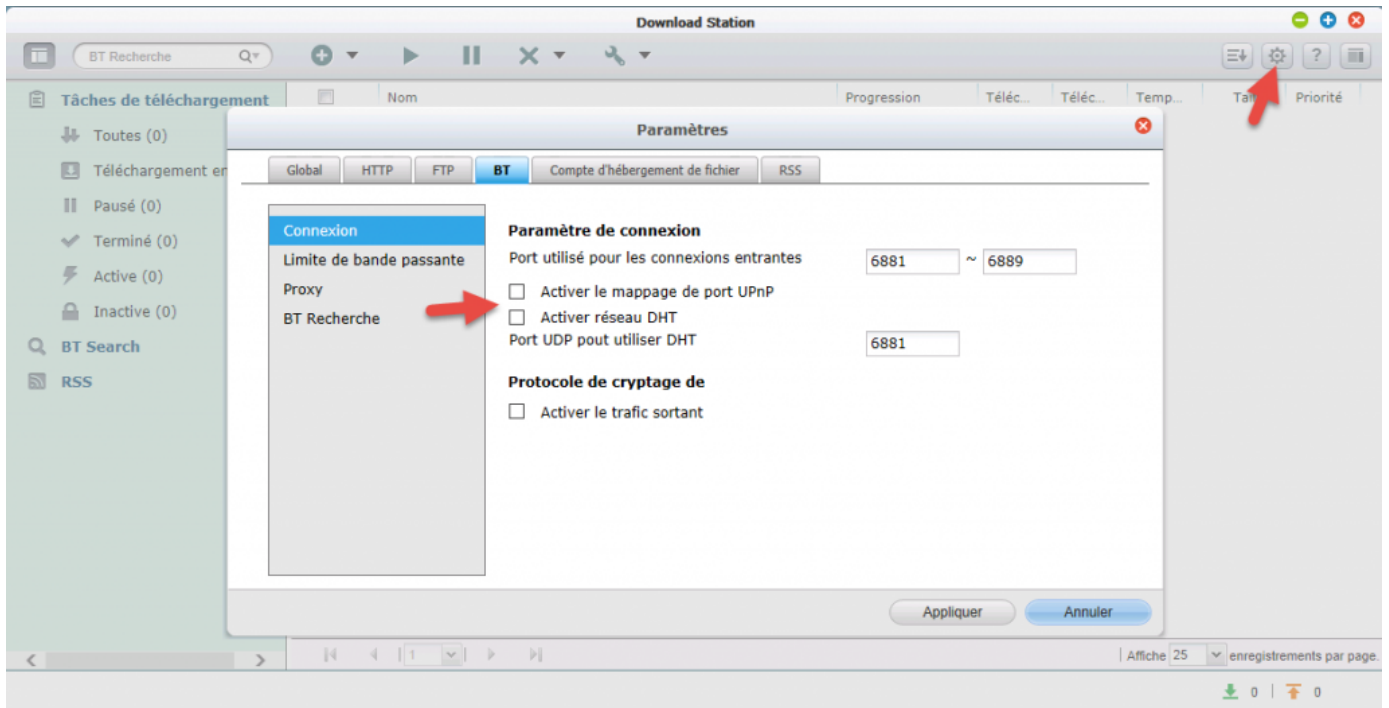 Download Station
BT Recherche
Tâches de téléchargement
Nom
Progression
Téléc...
Téléc...
Temp...
Priorité
Toutes (0)
Téléchargement en
Pausé (0)
Terminé (0)
Active (0)
Inactive (0)
BT Search
RSS
Paramètres
Global
HTTP
FTP
BT
Compte d'hébergement de fichier
RSS
Connexion
Limite de bande passante
Proxy
BT Recherche
Paramètre de connexion
Port utilisé pour les connexions entrantes 6881 ~ 6889
Activer le mappage de port UPnP
Activer réseau DHT
Port UDP pout utiliser DHT 6881
Protocole de cryptage de
Activer le trafic sortant
Appliquer
Annuler
1
Affiche 25 enregistrements par page.
0 | 0